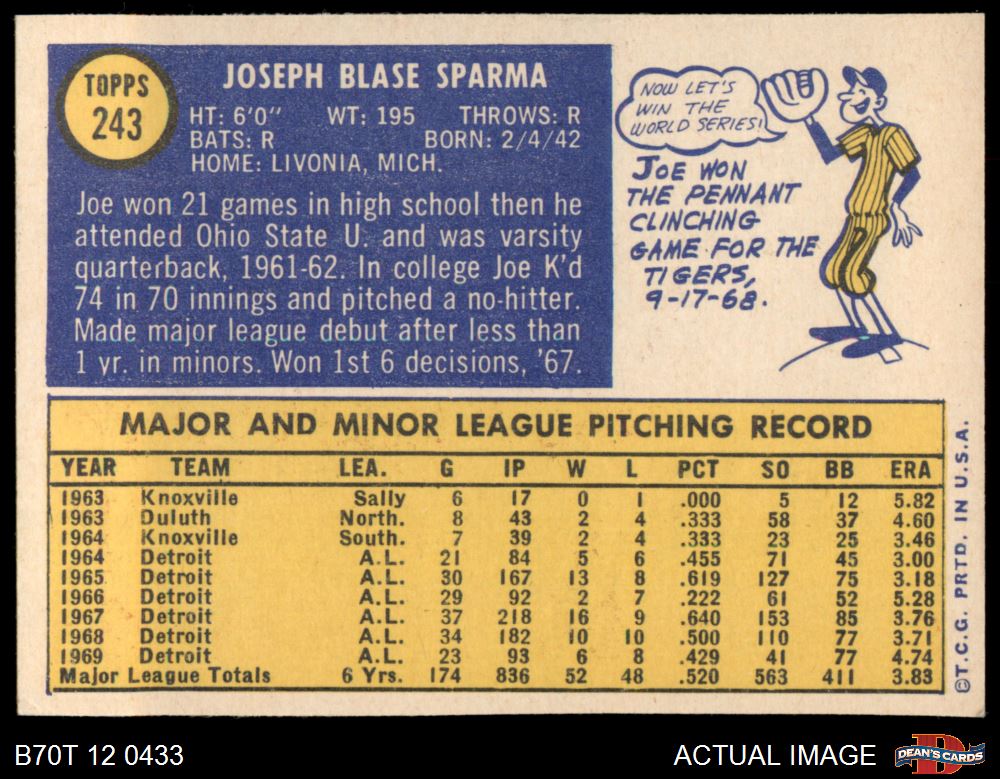 TOPPS
243
JOSEPH BLASE SPARMA
HT: 6'0" WT: 195 THROWS: R
BATS: R BORN: 2/4/42
HOME: LIVONIA, MICH.
Joe won 21 games in high school then he
attended Ohio State U. and was varsity
quarterback, 1961-62. In college Joe K'd
74 in 70 innings and pitched a no-hitter.
Made major league debut after less than
1 yr. in minors. Won 1st 6 decisions, '67.
NOW LET'S
WIN THE
WORLD SERIES!
JOE WON
THE PENNANT
CLINCHING
GAME FOR THE
TIGERS,
9-17-68.
MAJOR AND MINOR LEAGUE PITCHING RECORD
YEAR TEAM LEA. G IP W L PCT SO BB ERA
1963 Knoxville Sally 6 17 0 1 .000 5 12 5.82
1963 Duluth North. 8 43 2 4 .333 58 37 4.60
1964 Knoxville South. 7 39 2 4 .333 23 25 3.46
1964 Detroit A.L. 21 84 5 6 .455 71 45 3.00
1965 Detroit A.L. 30 167 13 8 .619 127 75 3.18
1966 Detroit A.L. 29 92 2 7 .222 61 52 5.28
1967 Detroit A.L. 37 218 16 9 .640 153 85 3.76
1968 Detroit A.L. 34 182 10 10 .500 110 77 3.71
1969 Detroit A.L. 23 93 6 8 .429 41 77 4.74
Major League Totals 6 Yrs. 174 836 52 48 .520 563 411 3.83
©T.C.G. PRTD. IN U.S.A.
B70T 12 0433
ACTUAL IMAGE
D
DEAN'S CARDS